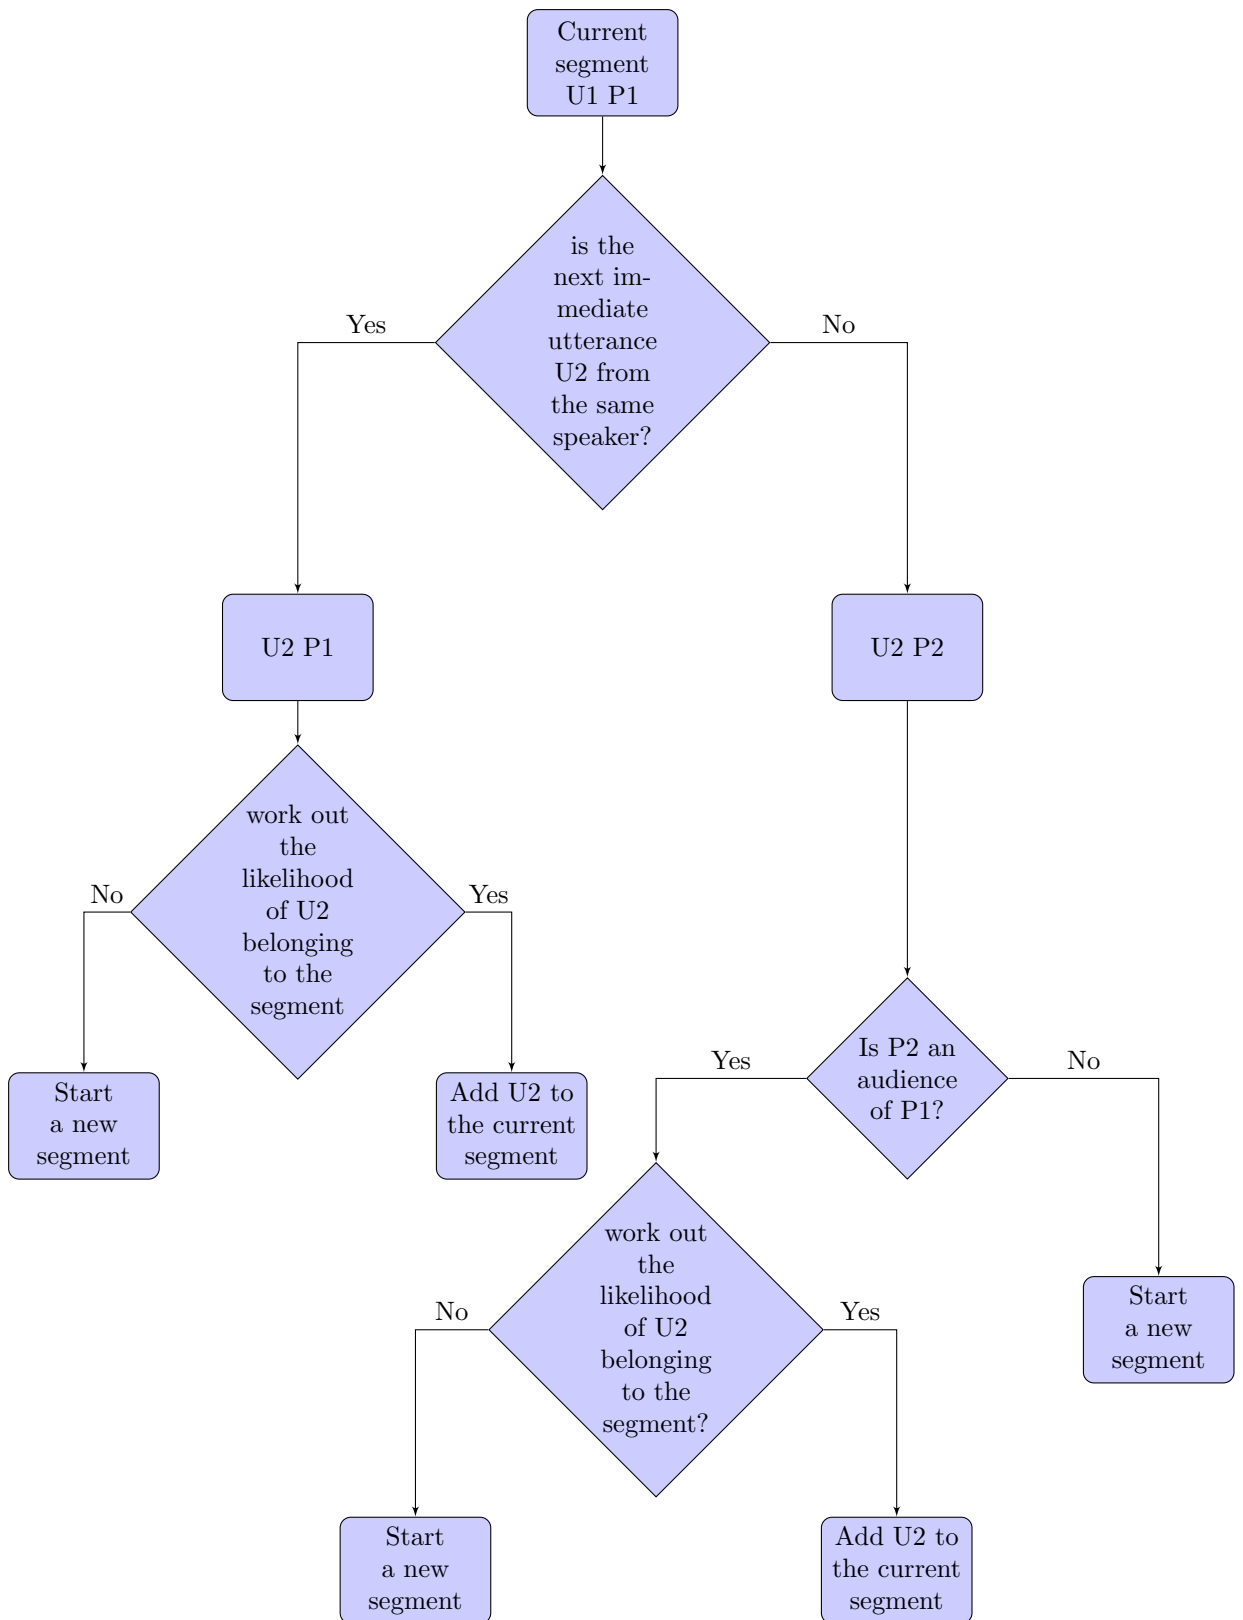 Current
segment
U1 P1
is the
next im-
mediate
utterance
U2 from
the same
speaker?
Yes
No
U2 P1
U2 P2
work out
the
likelihood
of U2
belonging
to the
segment
No
Yes
Start
a new
segment
Add U2 to
the current
segment
Is P2 an
audience
of P1?
Yes
No
work out
the
likelihood
of U2
belonging
to the
segment?
No
Yes
Start
a new
segment
Start
a new
segment
Add U2 to
the current
segment